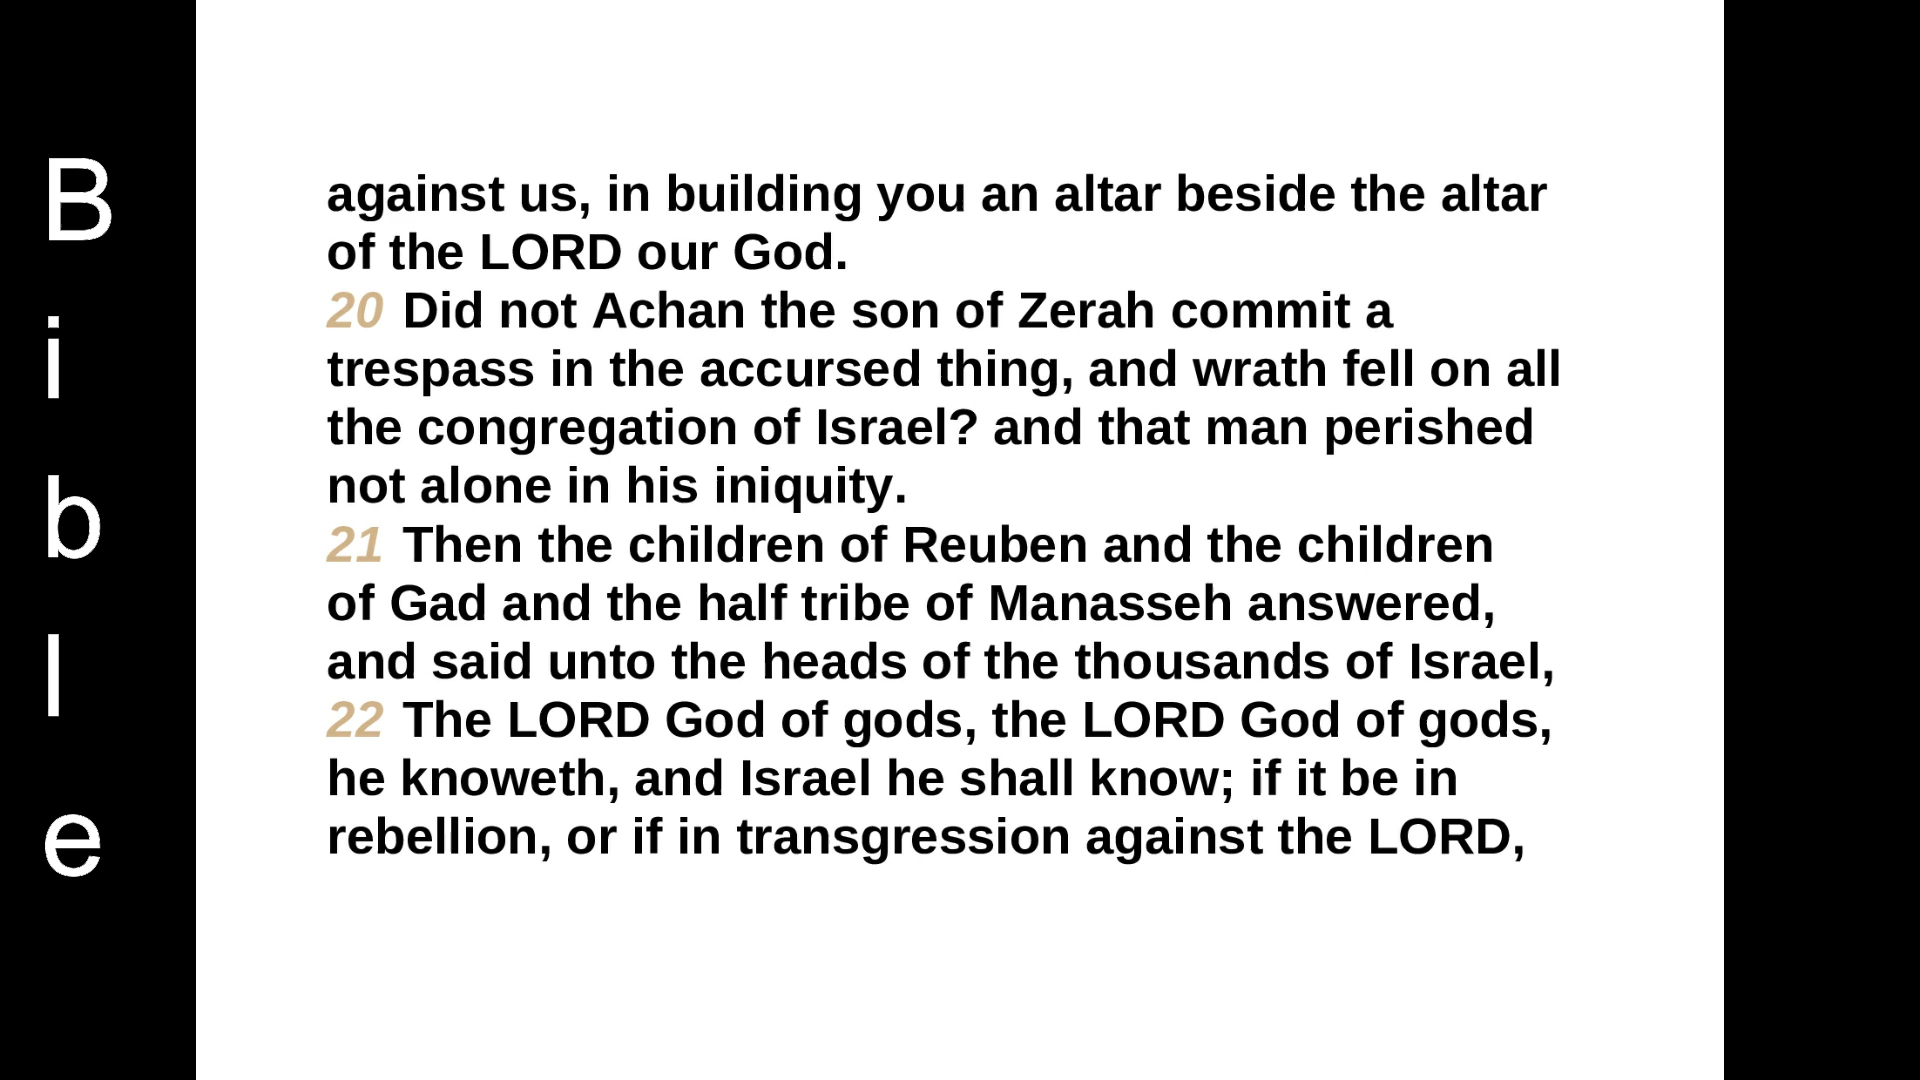 Bible
against us, in building you an altar beside the altar
of the LORD our God.
20 Did not Achan the son of Zerah commit a
trespass in the accursed thing, and wrath fell on all
the congregation of Israel? and that man perished
not alone in his iniquity.
21 Then the children of Reuben and the children
of Gad and the half tribe of Manasseh answered,
and said unto the heads of the thousands of Israel,
22 The LORD God of gods, the LORD God of gods,
he knoweth, and Israel he shall know; if it be in
rebellion, or if in transgression against the LORD,